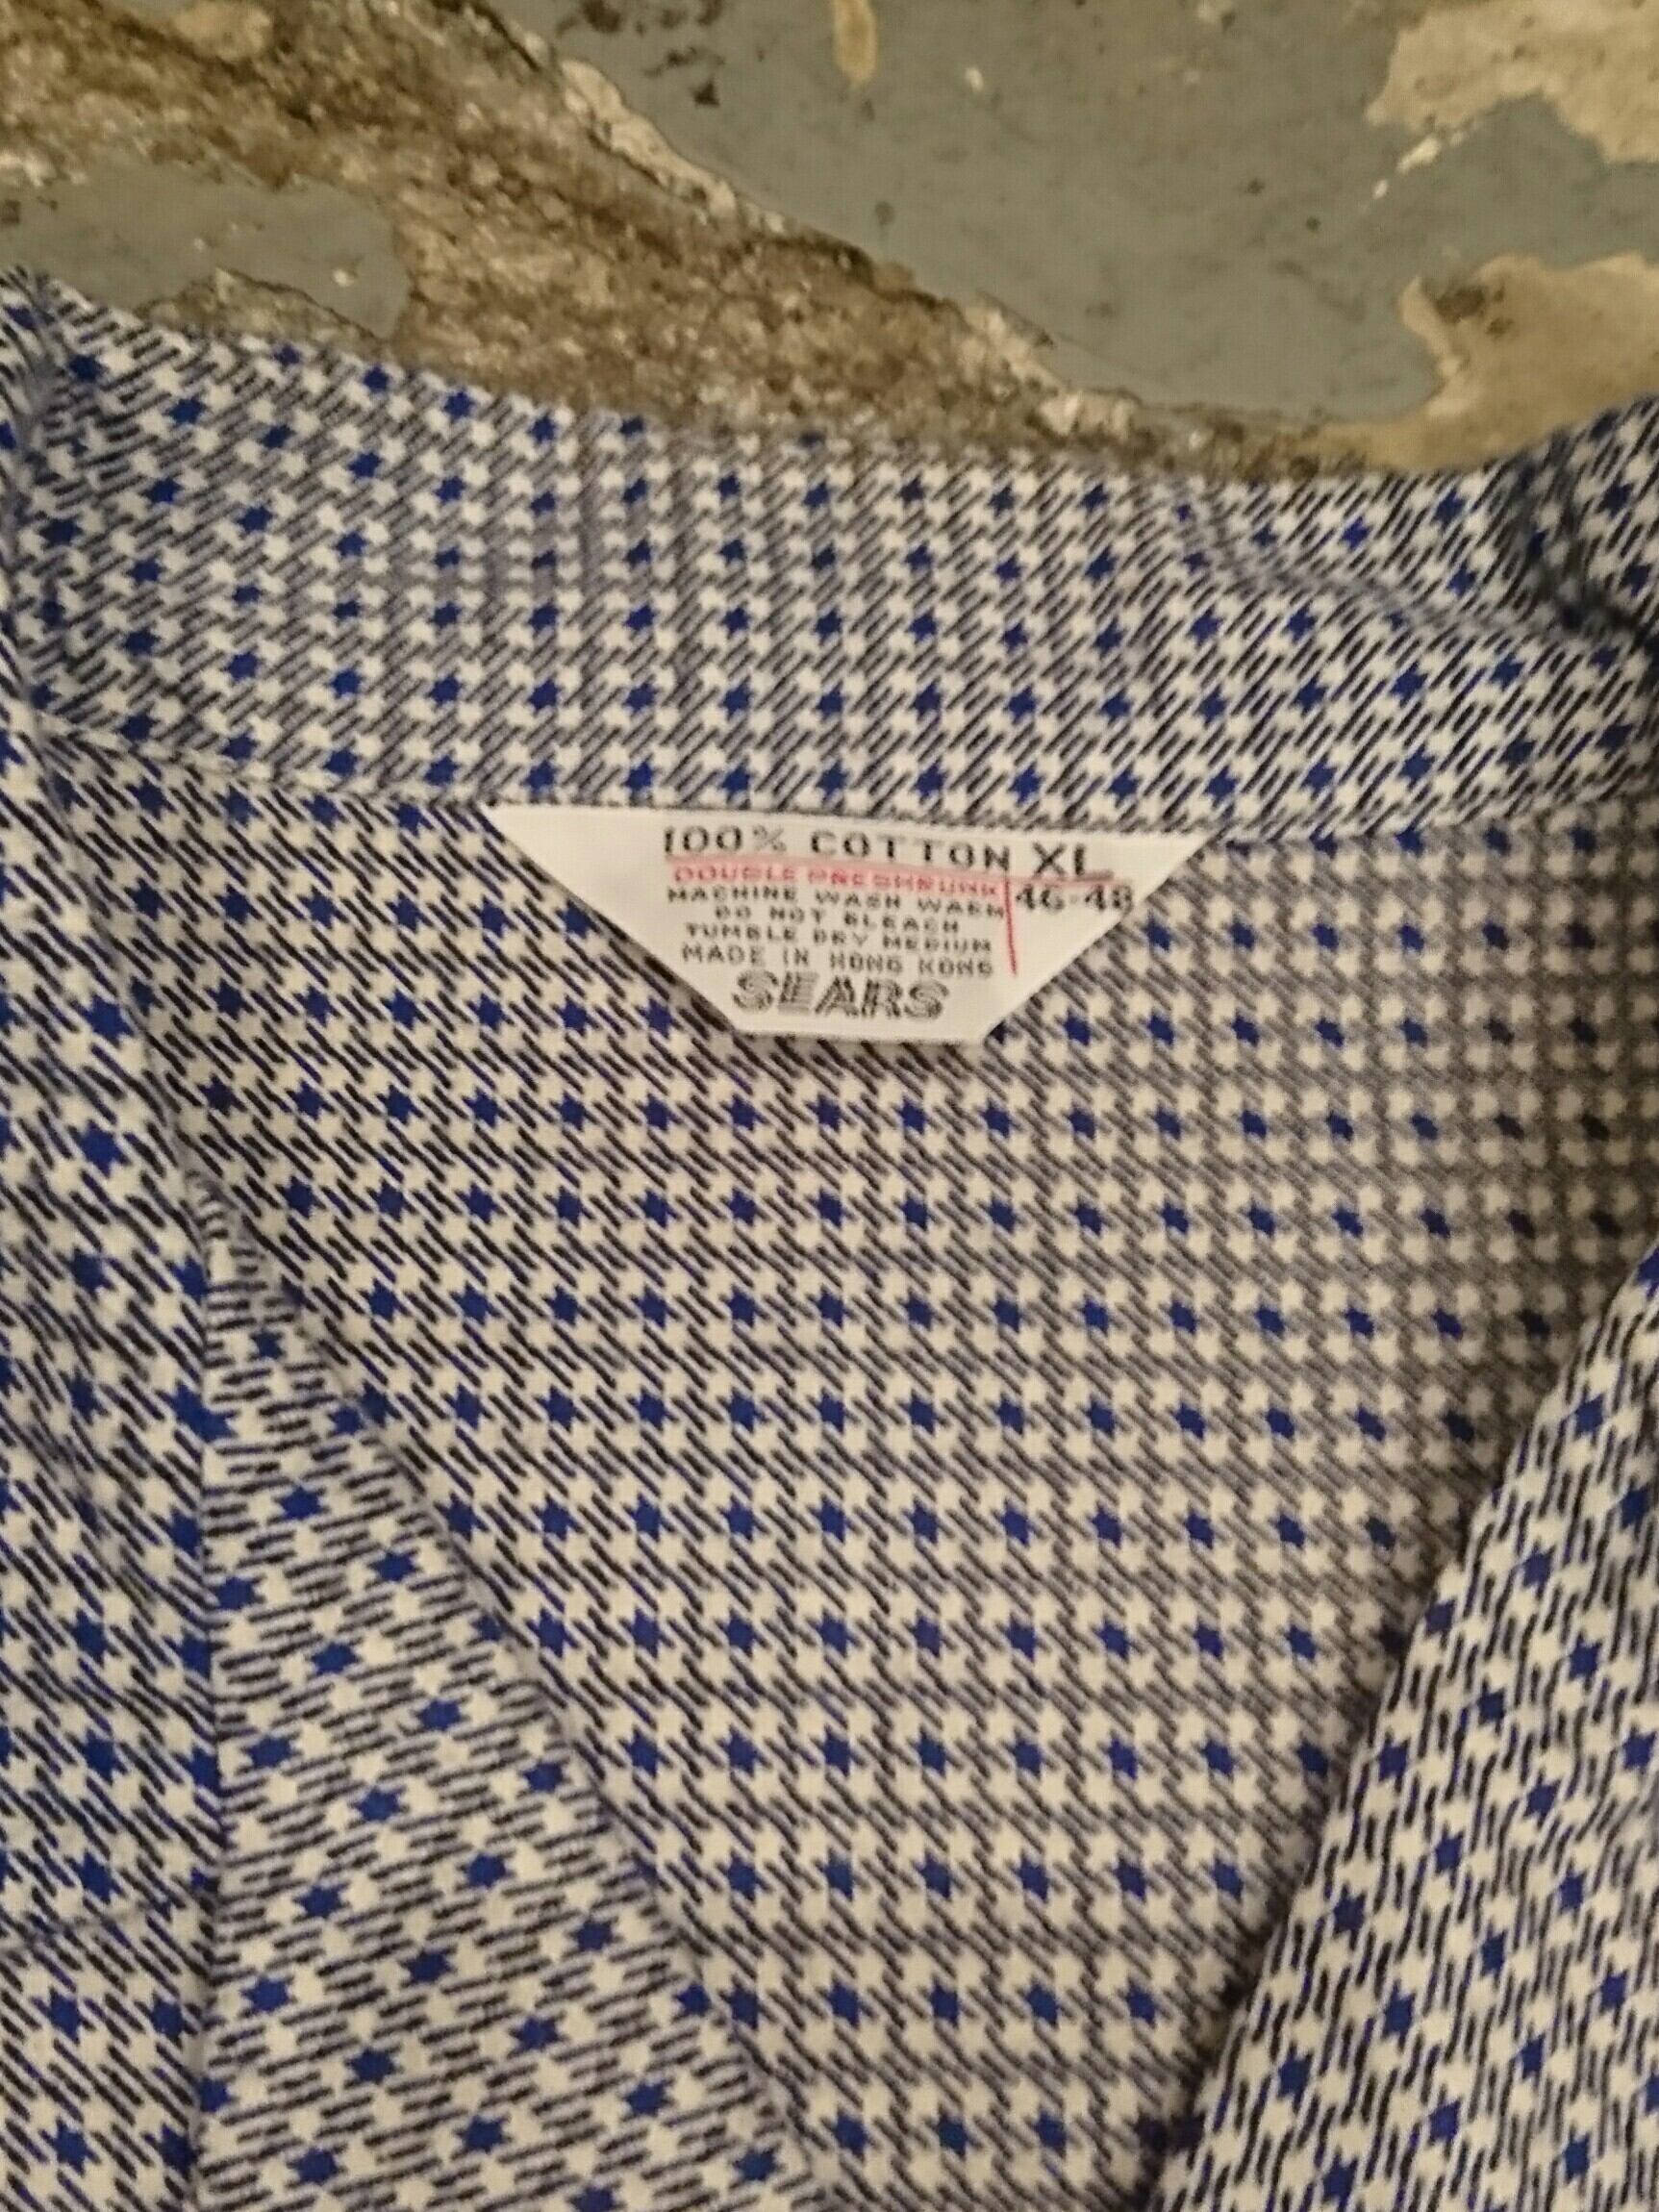 100% COTTON XL
DOUBLE PRESHRUNK 46-48
MACHINE WASH WARM
DO NOT BLEACH
TUMBLE DRY MEDIUM
MADE IN HONG KONG
SEARS